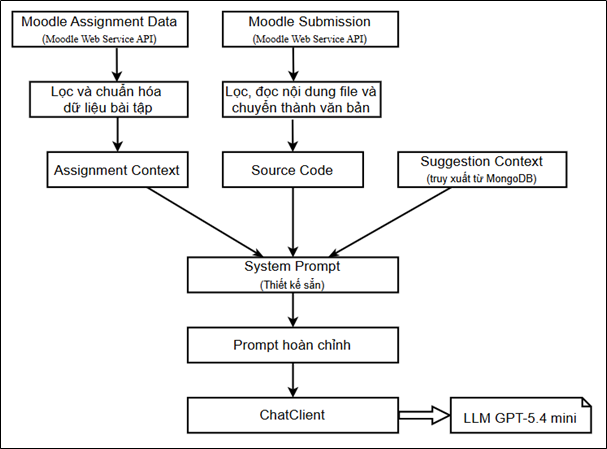 Moodle Assignment Data
(Moodle Web Service API)
Moodle Submission
(Moodle Web Service API)
Lọc và chuẩn hóa
dữ liệu bài tập
Lọc, đọc nội dung file và
chuyển thành văn bản
Assignment Context
Source Code
Suggestion Context
(truy xuất từ MongoDB)
System Prompt
(Thiết kế sẳn)
Prompt hoàn chỉnh
ChatClient
LLM GPT-5.4 mini